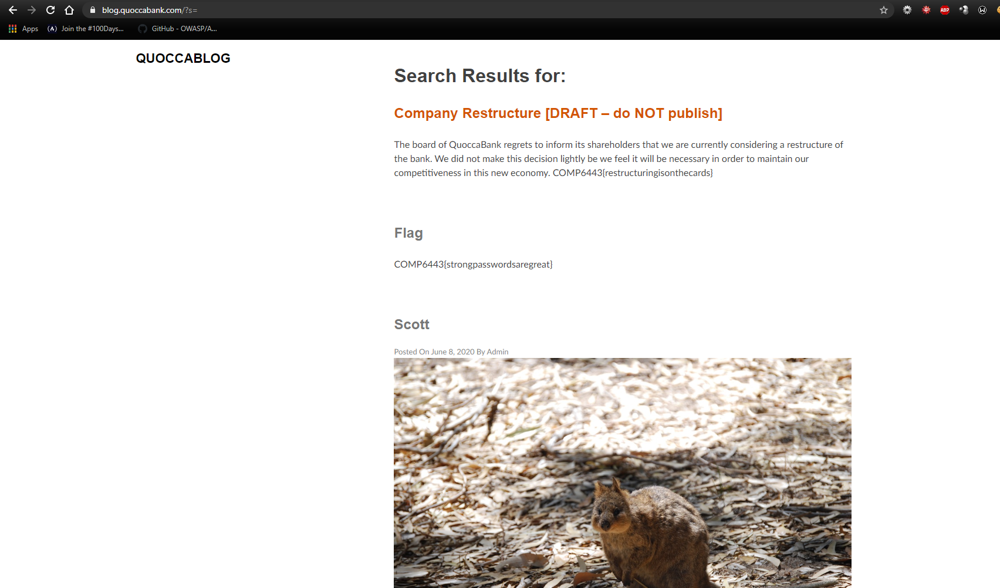 blog.quoccabank.com/?s=
ABP
W
Apps
Join the #100Days...
GitHub - OWASP/A...
QUOCCABLOG
Search Results for:
Company Restructure [DRAFT – do NOT publish]
The board of QuoccaBank regrets to inform its shareholders that we are currently considering a restructure of
the bank. We did not make this decision lightly be we feel it will be necessary in order to maintain our
competitiveness in this new economy. COMP6443{restructuringisonthecards}
Flag
COMP6443{strongpasswordsaregreat}
Scott
Posted On June 8, 2020 By Admin